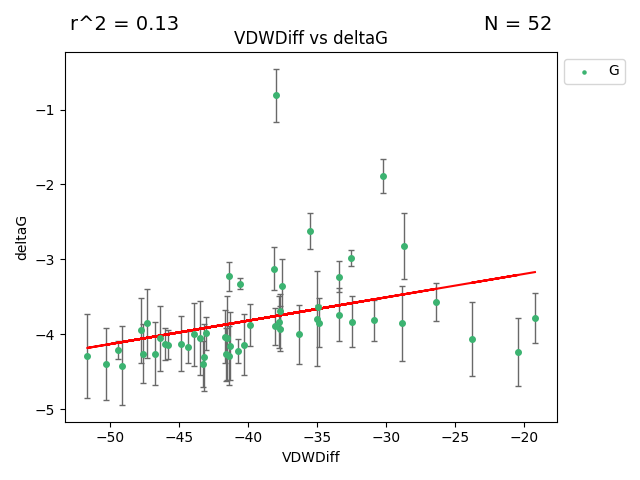 r^2 = 0.13
N = 52
VDWDiff vs deltaG
G
deltaG
−1
−2
−3
−4
−5
−50
−45
−40
−35
−30
−25
−20
VDWDiff